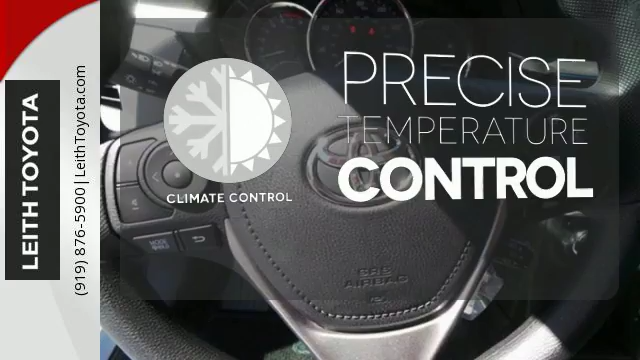 LEITH TOYOTA
(919) 876-5900 | LeithToyota.com
CLIMATE CONTROL
PRECISE
TEMPERATURE
CONTROL
MODE
SRS
AIRBAG